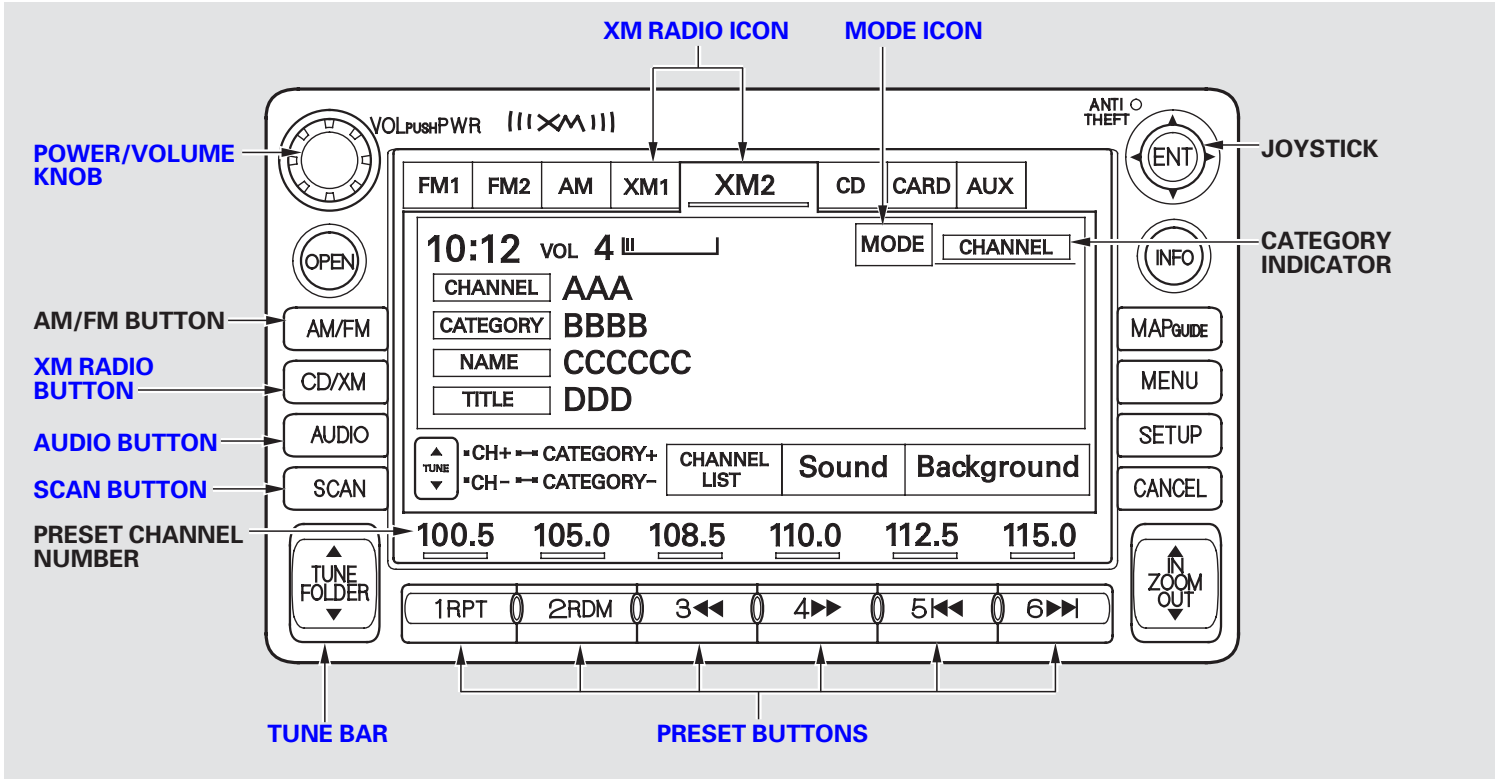 XM RADIO ICON
MODE ICON
POWER/VOLUME
KNOB
VOLPUSHPWR
XM
ANTI
THEFT
ENT
JOYSTICK
FM1
FM2
AM
XM1
XM2
CD
CARD
AUX
OPEN
10:12 VOL 4
MODE
CHANNEL
INFO
CATEGORY
INDICATOR
CHANNEL AAA
CATEGORY BBBB
NAME CCCCCC
TITLE DDD
AM/FM BUTTON
AM/FM
MAPGUIDE
XM RADIO
BUTTON
CD/XM
MENU
AUDIO BUTTON
AUDIO
SETUP
TUNE
CH+ CATEGORY+
CH– CATEGORY–
CHANNEL
LIST
Sound
Background
SCAN BUTTON
SCAN
CANCEL
PRESET CHANNEL
NUMBER
100.5
105.0
108.5
110.0
112.5
115.0
TUNE
FOLDER
IN
ZOOM
OUT
1RPT
2RDM
3
4
5
6
TUNE BAR
PRESET BUTTONS